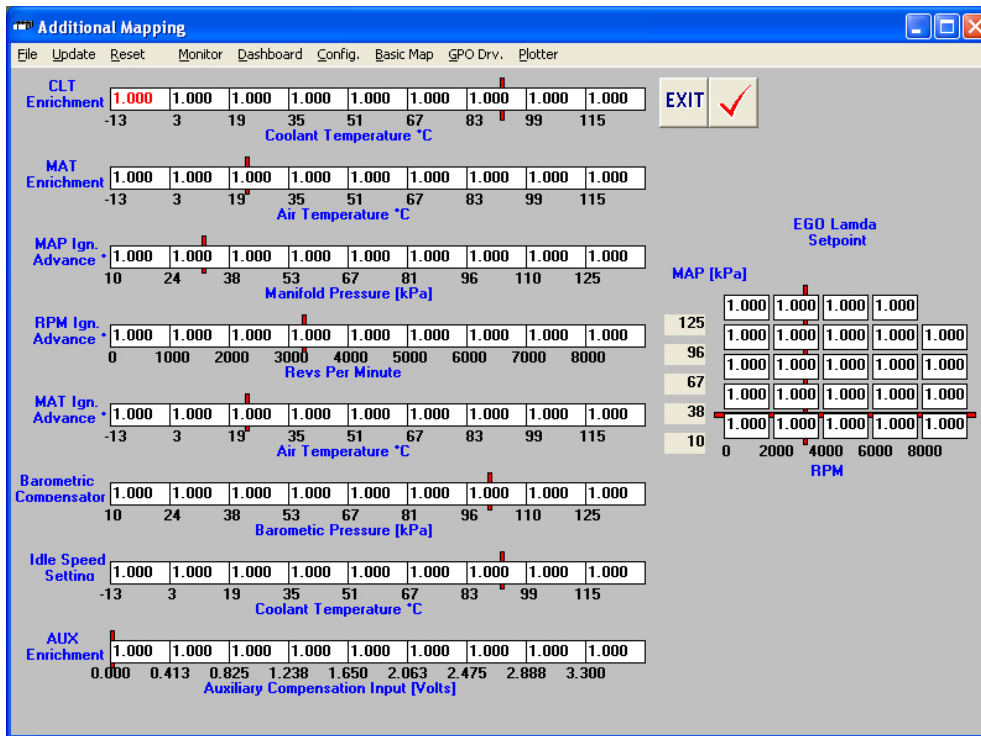 Additional Mapping
File Update Reset Monitor Dashboard Config. Basic Map GPO Drv. Plotter
CLT
Enrichment 1.000 1.000 1.000 1.000 1.000 1.000 1.000 1.000 1.000
-13 3 19 35 51 67 83 99 115
Coolant Temperature °C
EXIT
MAT
Enrichment 1.000 1.000 1.000 1.000 1.000 1.000 1.000 1.000 1.000
-13 3 19 35 51 67 83 99 115
Air Temperature °C
MAP Ign.
Advance ° 1.000 1.000 1.000 1.000 1.000 1.000 1.000 1.000 1.000
10 24 38 53 67 81 96 110 125
Manifold Pressure [kPa]
RPM Ign.
Advance ° 1.000 1.000 1.000 1.000 1.000 1.000 1.000 1.000 1.000
0 1000 2000 3000 4000 5000 6000 7000 8000
Revs Per Minute
MAT Ign.
Advance ° 1.000 1.000 1.000 1.000 1.000 1.000 1.000 1.000 1.000
-13 3 19 35 51 67 83 99 115
Air Temperature °C
Barometric
Compensator 1.000 1.000 1.000 1.000 1.000 1.000 1.000 1.000 1.000
10 24 38 53 67 81 96 110 125
Barometic Pressure [kPa]
Idle Speed
Setting 1.000 1.000 1.000 1.000 1.000 1.000 1.000 1.000 1.000
-13 3 19 35 51 67 83 99 115
Coolant Temperature °C
AUX
Enrichment 1.000 1.000 1.000 1.000 1.000 1.000 1.000 1.000 1.000
0.000 0.413 0.825 1.238 1.650 2.063 2.475 2.888 3.300
Auxiliary Compensation Input [Volts]
EGO Lamda
Setpoint
MAP [kPa]
1.000 1.000 1.000 1.000
125
1.000 1.000 1.000 1.000 1.000
96
1.000 1.000 1.000 1.000 1.000
67
1.000 1.000 1.000 1.000 1.000
38
1.000 1.000 1.000 1.000 1.000
10
0 2000 4000 6000 8000
RPM